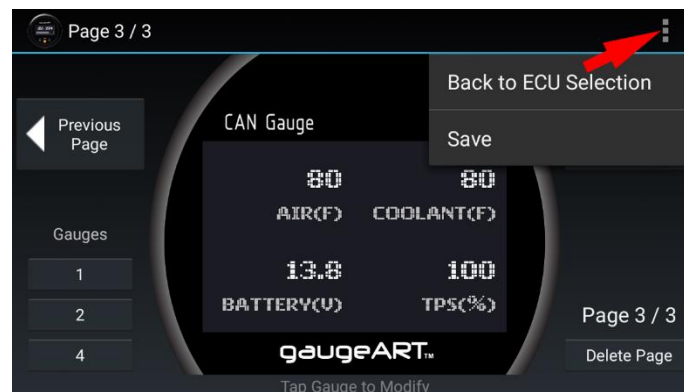 Page 3 / 3
Back to ECU Selection
Save
Previous
Page
CAN Gauge
80 80
AIR(F) COOLANT(F)
13.8 100
BATTERY(V) TPS(%)
gaugeART™
Gauges
1
2
4
Page 3 / 3
Delete Page
Tap Gauge to Modify